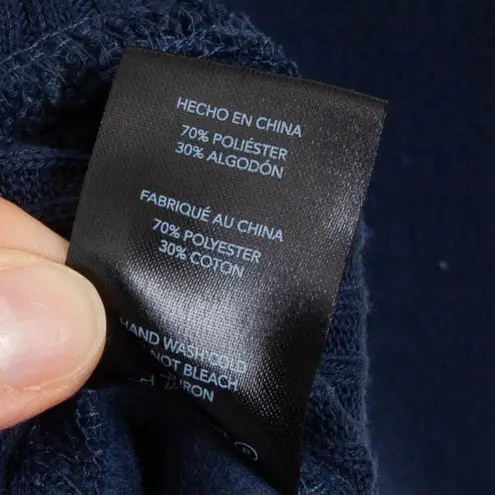 HECHO EN CHINA
70% POLIÉSTER
30% ALGODÓN
FABRIQUÉ AU CHINA
70% POLYESTER
30% COTON
HAND WASH COLD
NOT BLEACH
IRON